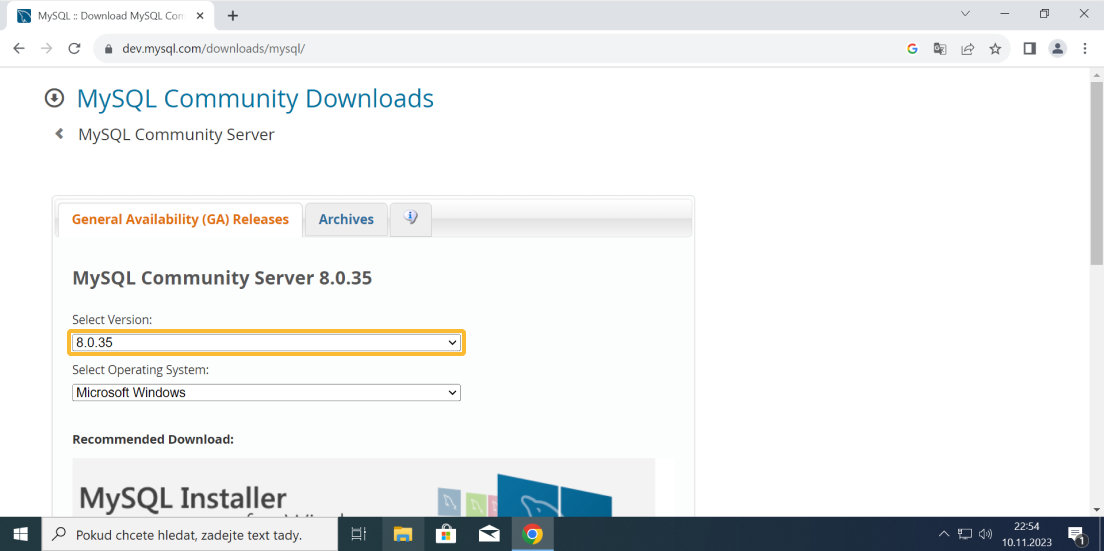 MySQL :: Download MySQL Com
dev.mysql.com/downloads/mysql/
MySQL Community Downloads
MySQL Community Server
General Availability (GA) Releases
Archives
MySQL Community Server 8.0.35
Select Version:
8.0.35
Select Operating System:
Microsoft Windows
Recommended Download:
MySQL Installer
Pokud chcete hledat, zadejte text tady.
22:54
10.11.2023
1